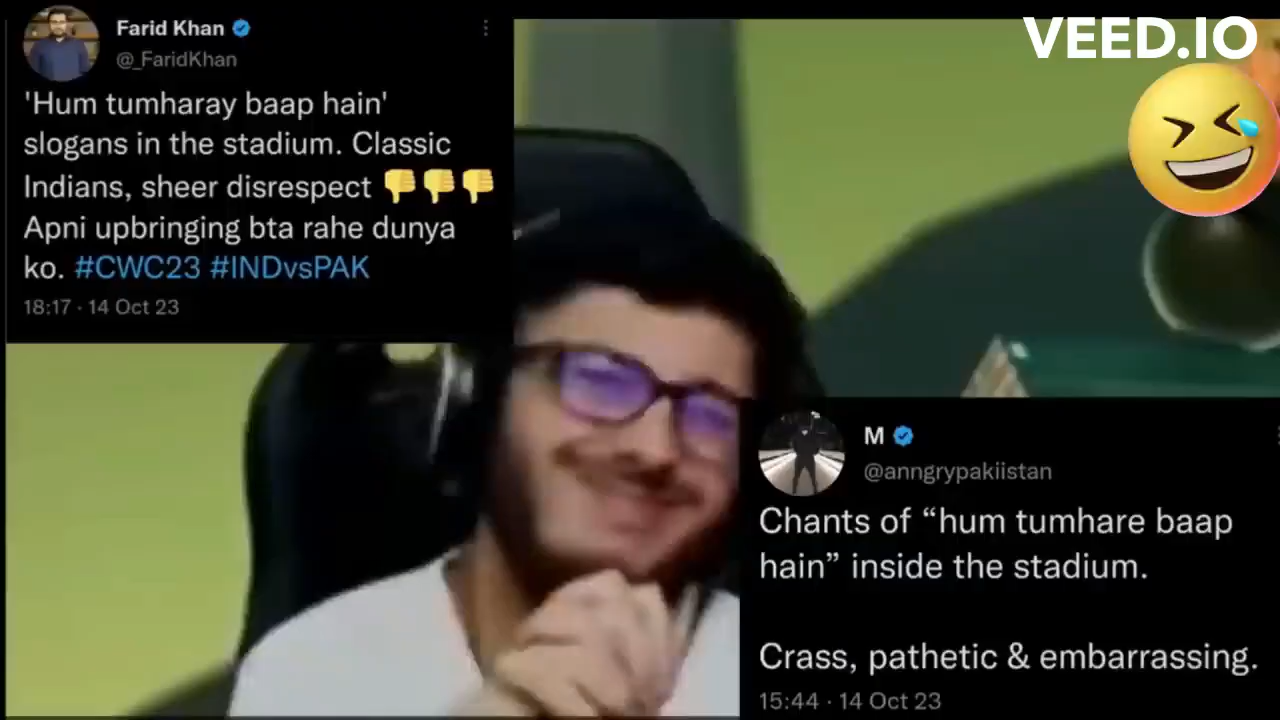 Farid Khan
@_FaridKhan
'Hum tumharay baap hain'
slogans in the stadium. Classic
Indians, sheer disrespect 👎👎👎
Apni upbringing bta rahe dunya
ko. #CWC23 #INDvsPAK
18:17 · 14 Oct 23
VEED.IO
M
@anngrypakiistan
Chants of “hum tumhare baap
hain” inside the stadium.
Crass, pathetic & embarrassing.
15:44 · 14 Oct 23